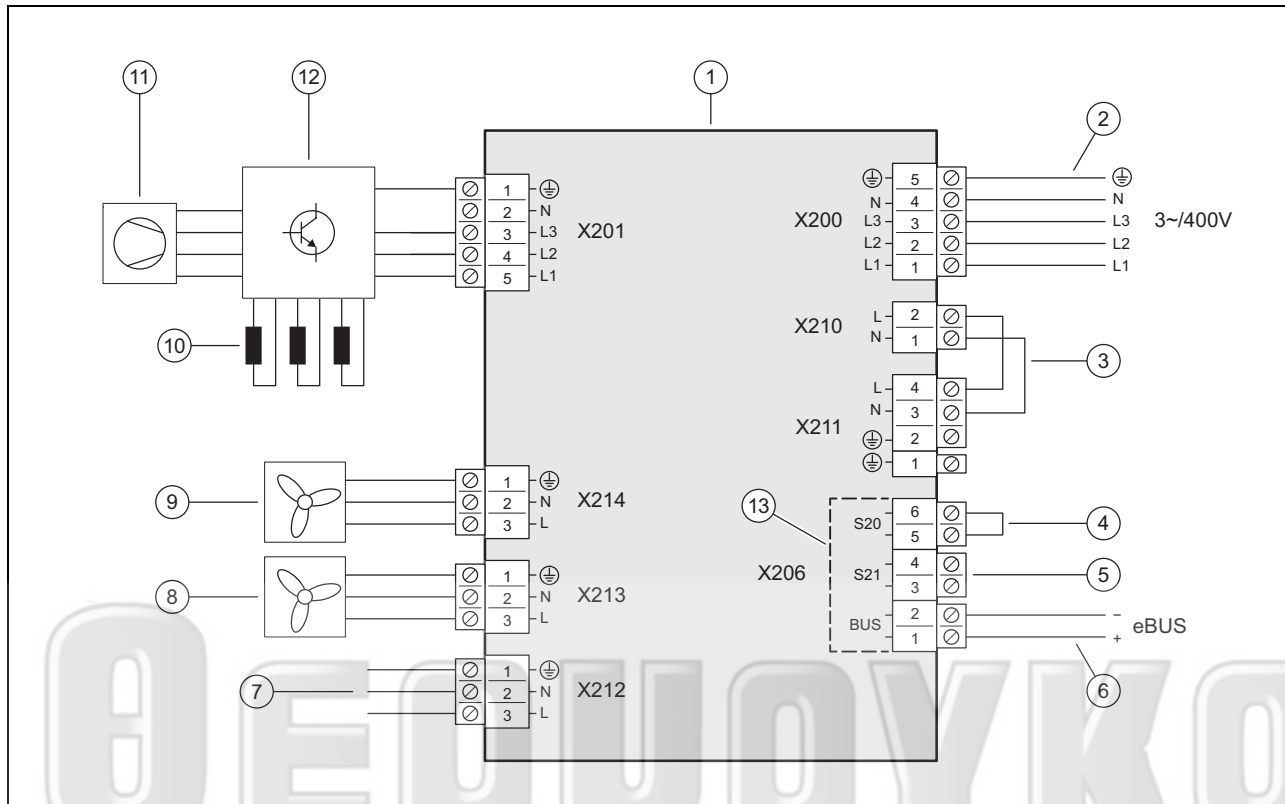 11
12
1
2
X201
1
2 N
3 L3
4 L2
5 L1
X200
5
N 4 N
L3 3 L3
L2 2 L2
L1 1 L1
3~/400V
10
X210
L 2
N 1
3
X211
L 4
N 3
2
1
9
1
2 N
3 L
X214
13
X206
S20
6
5
4
S21
4
3
5
BUS
2 −
1 +
eBUS
6
8
1
2 N
3 L
X213
7
1
2 N
3 L
X212